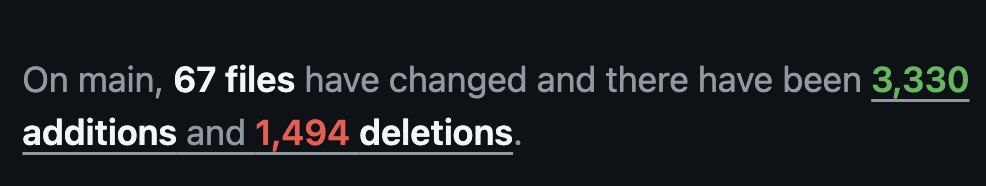 On main, 67 files have changed and there have been 3,330
additions and 1,494 deletions.